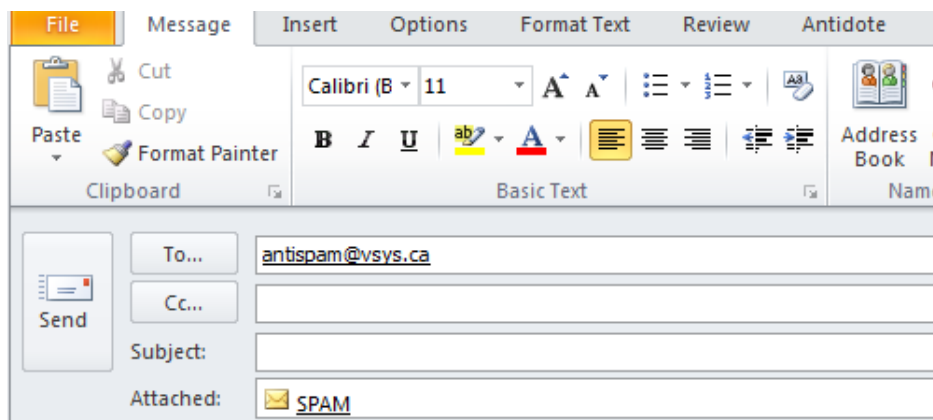 File Message Insert Options Format Text Review Antidote
Cut
Calibri (B 11 A A
Copy
Paste
Format Painter
B I U ab A
Address
Book
Clipboard Basic Text
To... antispam@vsys.ca
Cc...
Send
Subject:
Attached: SPAM